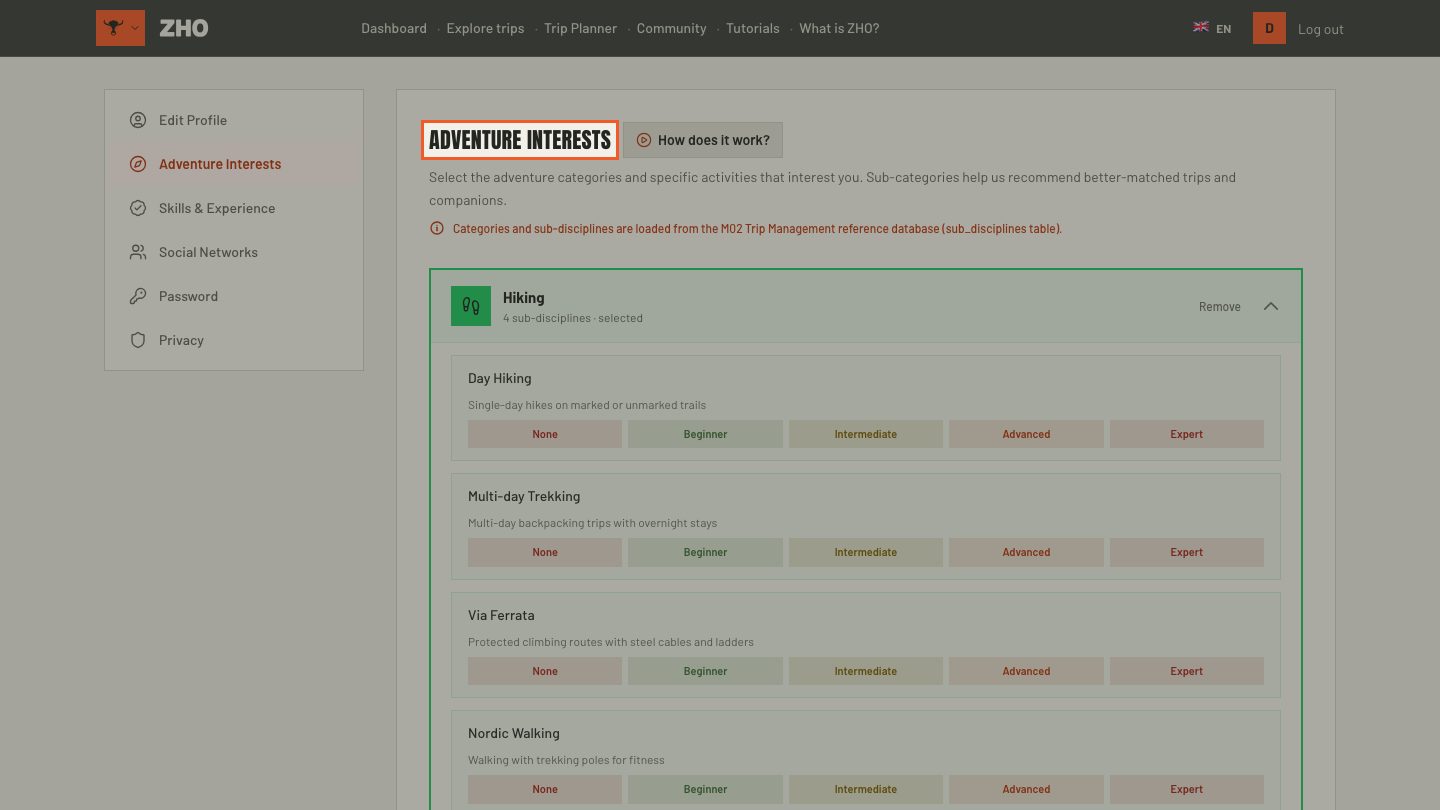 ZHO
Dashboard · Explore trips · Trip Planner · Community · Tutorials · What is ZHO?
EN
D
Log out
Edit Profile
Adventure Interests
Skills & Experience
Social Networks
Password
Privacy
ADVENTURE INTERESTS
How does it work?
Select the adventure categories and specific activities that interest you. Sub-categories help us recommend better-matched trips and
companions.
Categories and sub-disciplines are loaded from the M02 Trip Management reference database (sub_disciplines table).
Hiking
4 sub-disciplines · selected
Remove
Day Hiking
Single-day hikes on marked or unmarked trails
None Beginner Intermediate Advanced Expert
Multi-day Trekking
Multi-day backpacking trips with overnight stays
None Beginner Intermediate Advanced Expert
Via Ferrata
Protected climbing routes with steel cables and ladders
None Beginner Intermediate Advanced Expert
Nordic Walking
Walking with trekking poles for fitness
None Beginner Intermediate Advanced Expert